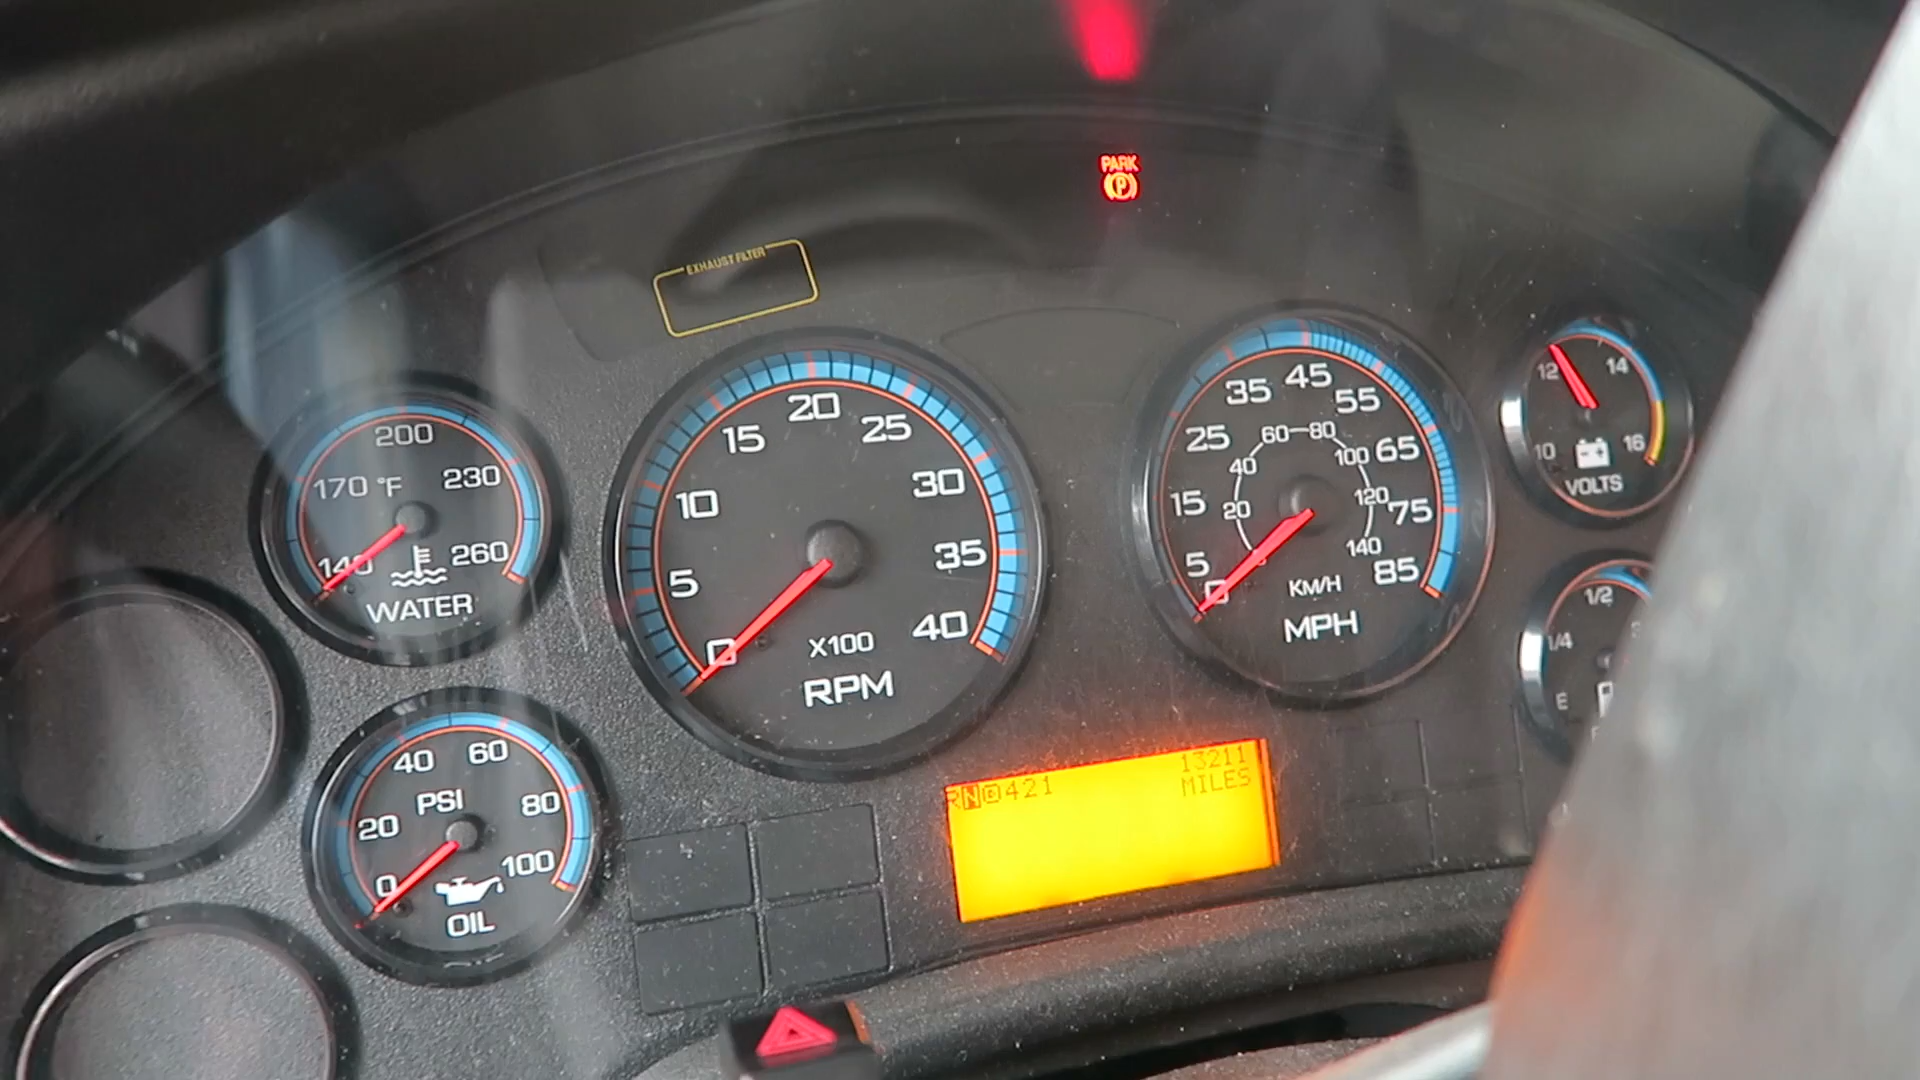 PARK
P
EXHAUST FILTER
140
170
200
230
260
°F
WATER
0
5
10
15
20
25
30
35
40
X100
RPM
0
5
15
25
35
45
55
65
75
85
20
40
60
80
100
120
140
KM/H
MPH
10
12
14
16
VOLTS
E
1/4
1/2
0
20
40
60
80
100
PSI
OIL
13211
RND421
MILES